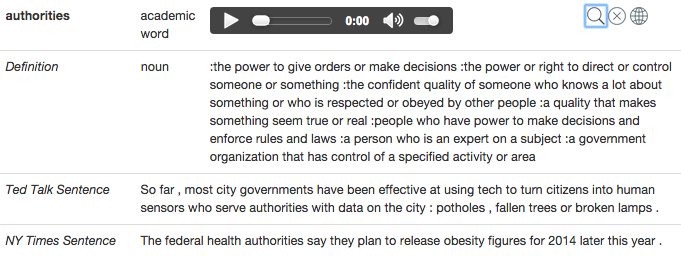 authorities academic word 0:00
Definition noun :the power to give orders or make decisions :the power or right to direct or control
someone or something :the confident quality of someone who knows a lot about
something or who is respected or obeyed by other people :a quality that makes
something seem true or real :people who have power to make decisions and
enforce rules and laws :a person who is an expert on a subject :a government
organization that has control of a specified activity or area
Ted Talk Sentence So far , most city governments have been effective at using tech to turn citizens into human
sensors who serve authorities with data on the city : potholes , fallen trees or broken lamps .
NY Times Sentence The federal health authorities say they plan to release obesity figures for 2014 later this year .